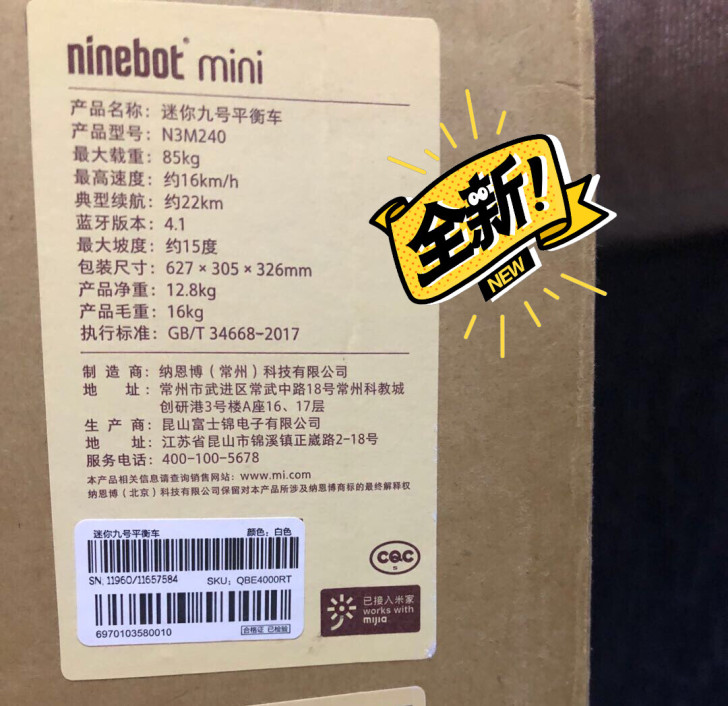 ninebot® mini
产品名称：迷你九号平衡车
产品型号：N3M240
最大载重：85kg
最高速度：约16km/h
典型续航：约22km
蓝牙版本：4.1
最大坡度：约15度
包装尺寸：627 × 305 × 326mm
产品净重：12.8kg
产品毛重：16kg
执行标准：GB/T 34668-2017
全新！
NEW
制 造 商：纳恩博（常州）科技有限公司
地 址：常州市武进区常武中路18号常州科教城
创研港3号楼A座16、17层
生 产 商：昆山富士锦电子有限公司
地 址：江苏省昆山市锦溪镇正崴路2-18号
服务电话：400-100-5678
本产品相关信息请查询销售网站：www.mi.com
纳恩博（北京）科技有限公司保留对本产品所涉及纳恩博商标的最终解释权
迷你九号平衡车 颜色：白色
SN: 11960/11657584 SKU：QBE4000RT
6970103580010 合格证 已检验
CQC
S
已接入米家
works with
mijia